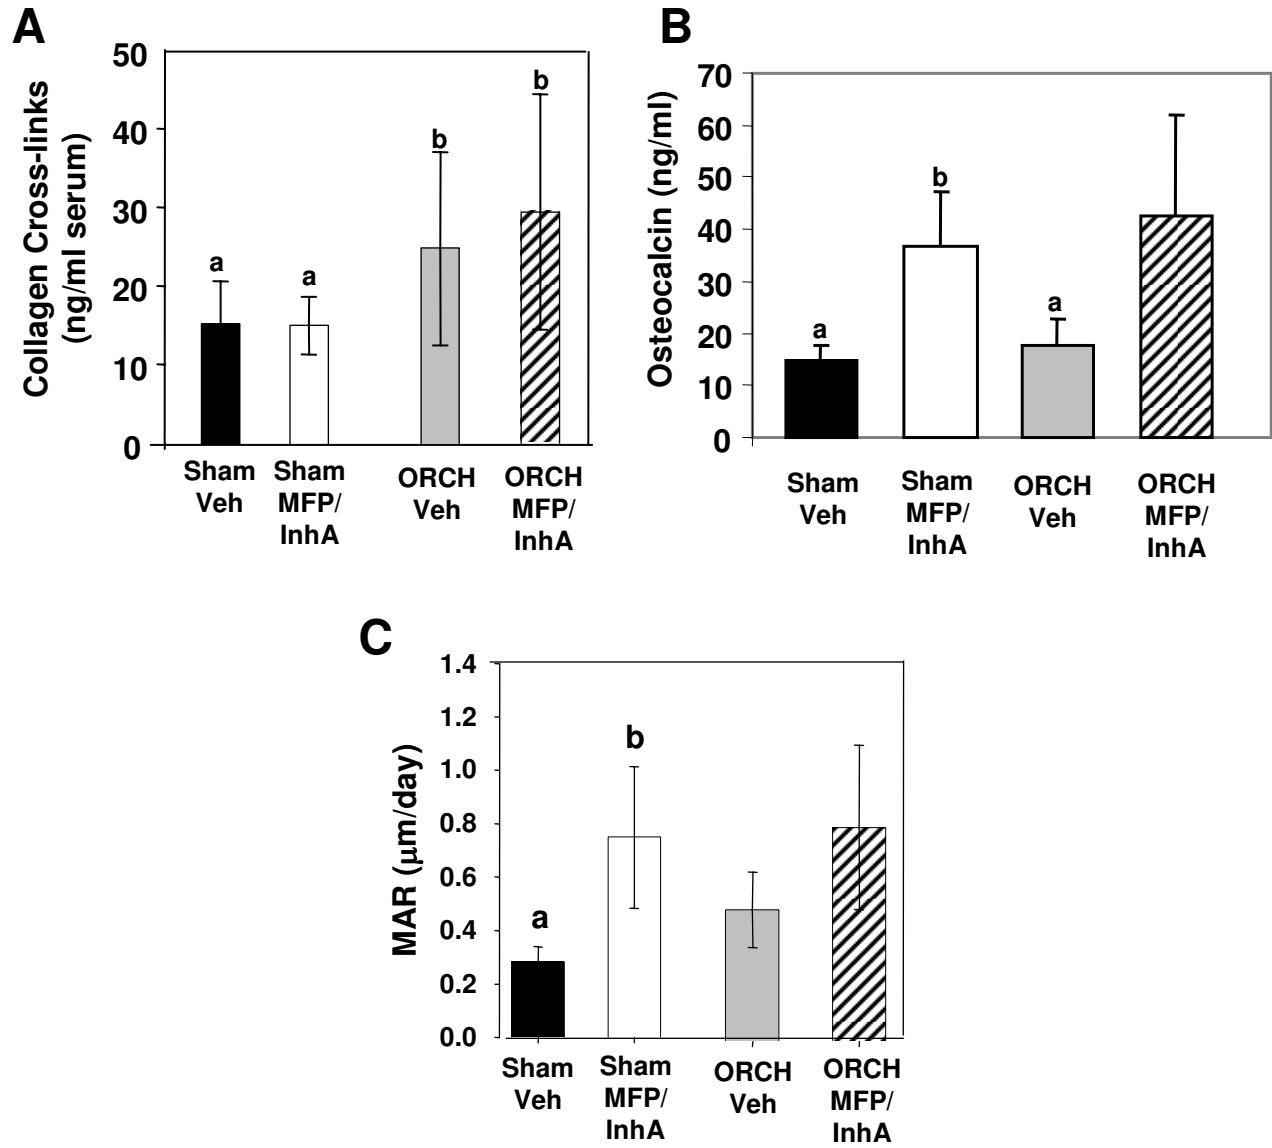 A
Collagen Cross-links
(ng/ml serum)
50
40
30
20
10
0
a
a
b
b
Sham
Veh
Sham
MFP/
InhA
ORCH
Veh
ORCH
MFP/
InhA
B
Osteocalcin (ng/ml)
70
60
50
40
30
20
10
0
a
b
a
Sham
Veh
Sham
MFP/
InhA
ORCH
Veh
ORCH
MFP/
InhA
C
MAR (μm/day)
1.4
1.2
1.0
0.8
0.6
0.4
0.2
0.0
a
b
Sham
Veh
Sham
MFP/
InhA
ORCH
Veh
ORCH
MFP/
InhA